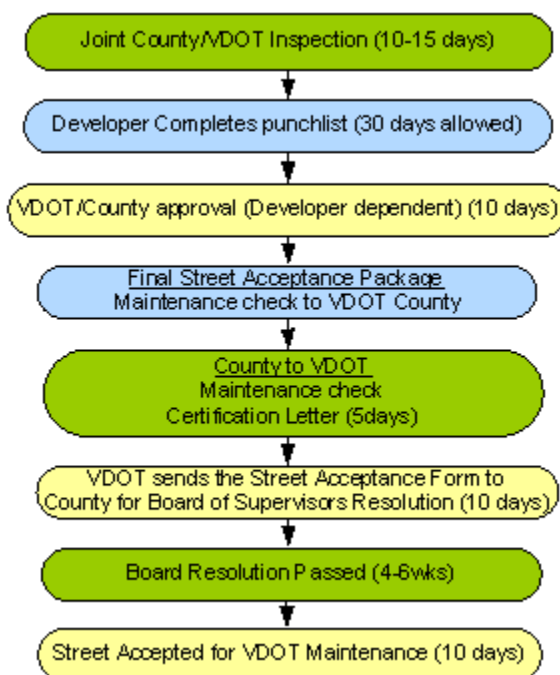 Joint County/VDOT Inspection (10-15 days)
Developer Completes punchlist (30 days allowed)
VDOT/County approval (Developer dependent) (10 days)
Final Street Acceptance Package
Maintenance check to VDOT County
County to VDOT
Maintenance check
Certification Letter (5days)
VDOT sends the Street Acceptance Form to
County for Board of Supervisors Resolution (10 days)
Board Resolution Passed (4-6wks)
Street Accepted for VDOT Maintenance (10 days)